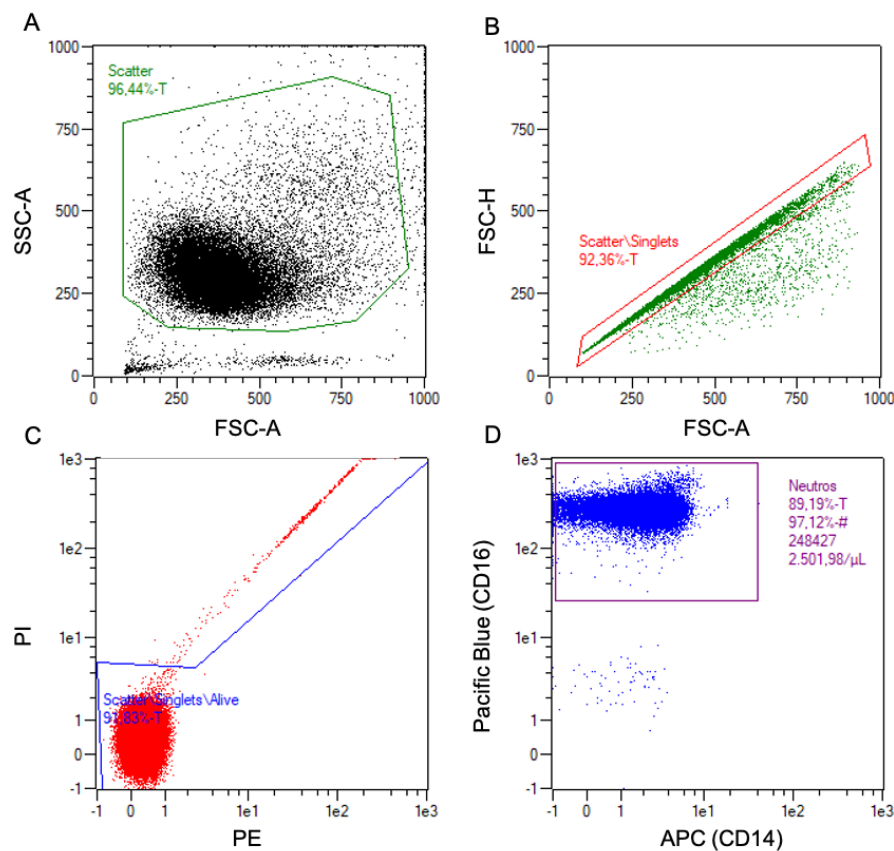 A
1000
Scatter
96,44%-T
750
SSC-A
500
250
0
0 250 500 750 1000
FSC-A
B
1000
750
FSC-H
500
Scatter\Singlets
92,36%-T
250
0
0 250 500 750 1000
FSC-A
C
1e3
1e2
PI
1e1
Scatter\Singlets\Alive
91,83%-T
1
0
-1
-1 0 1 1e1 1e2 1e3
PE
D
1e3
Neutros
89,19%-T
97,12%-#
248427
2.501,98/µL
1e2
Pacific Blue (CD16)
1e1
1
0
-1
-1 0 1 1e1 1e2 1e3
APC (CD14)